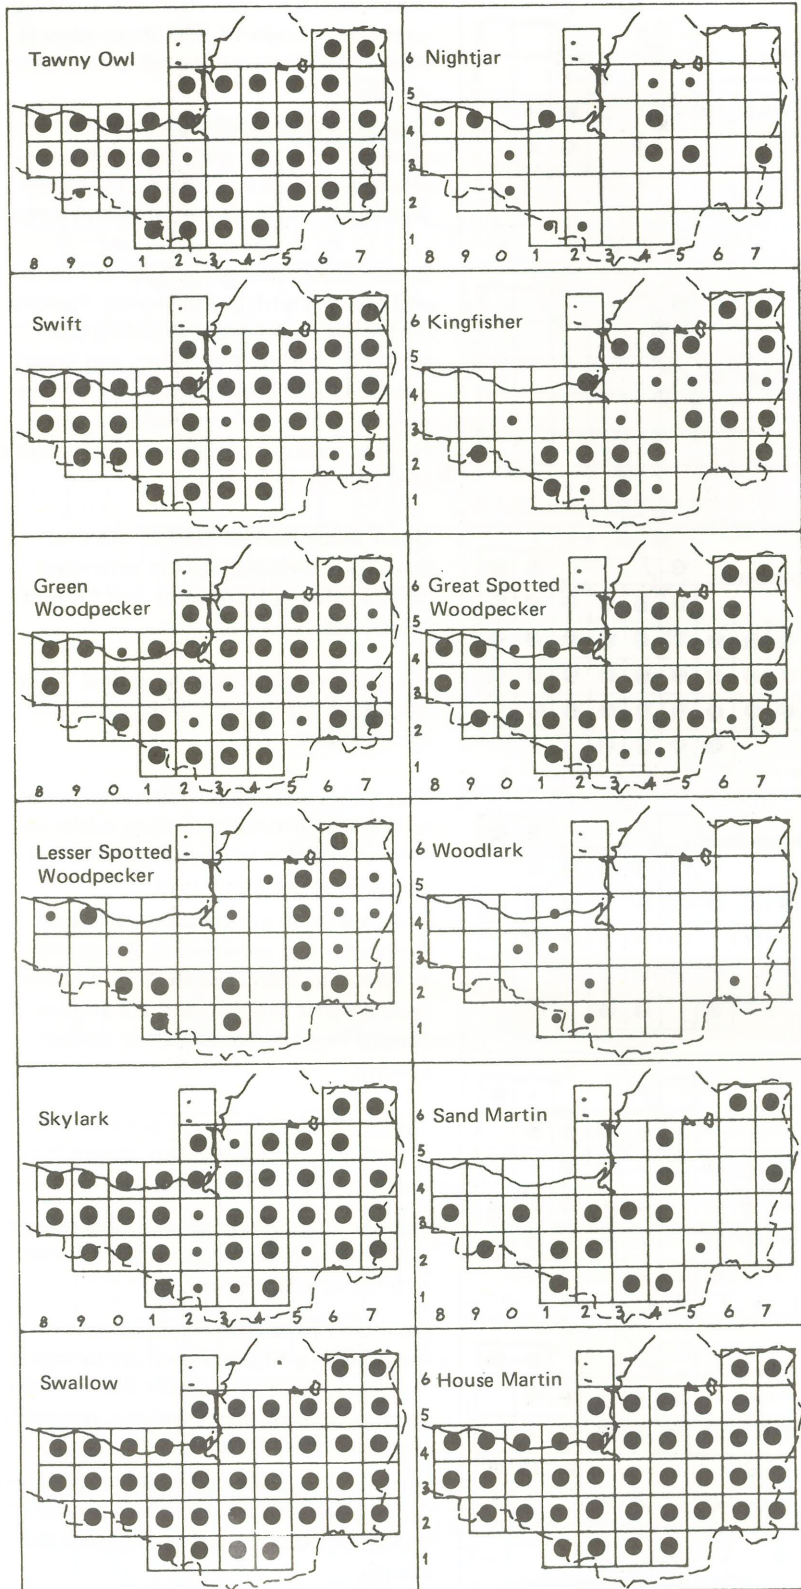 Tawny Owl
6 Nightjar
5
4
3
2
1
8 9 0 1 2 3 4 5 6 7
8 9 0 1 2 3 4 5 6 7
Swift
6 Kingfisher
5
4
3
2
1
Green
Woodpecker
6 Great Spotted
Woodpecker
5
4
3
2
1
8 9 0 1 2 3 4 5 6 7
8 9 0 1 2 3 4 5 6 7
Lesser Spotted
Woodpecker
6 Woodlark
5
4
3
2
1
Skylark
6 Sand Martin
5
4
3
2
1
8 9 0 1 2 3 4 5 6 7
8 9 0 1 2 3 4 5 6 7
Swallow
6 House Martin
5
4
3
2
1